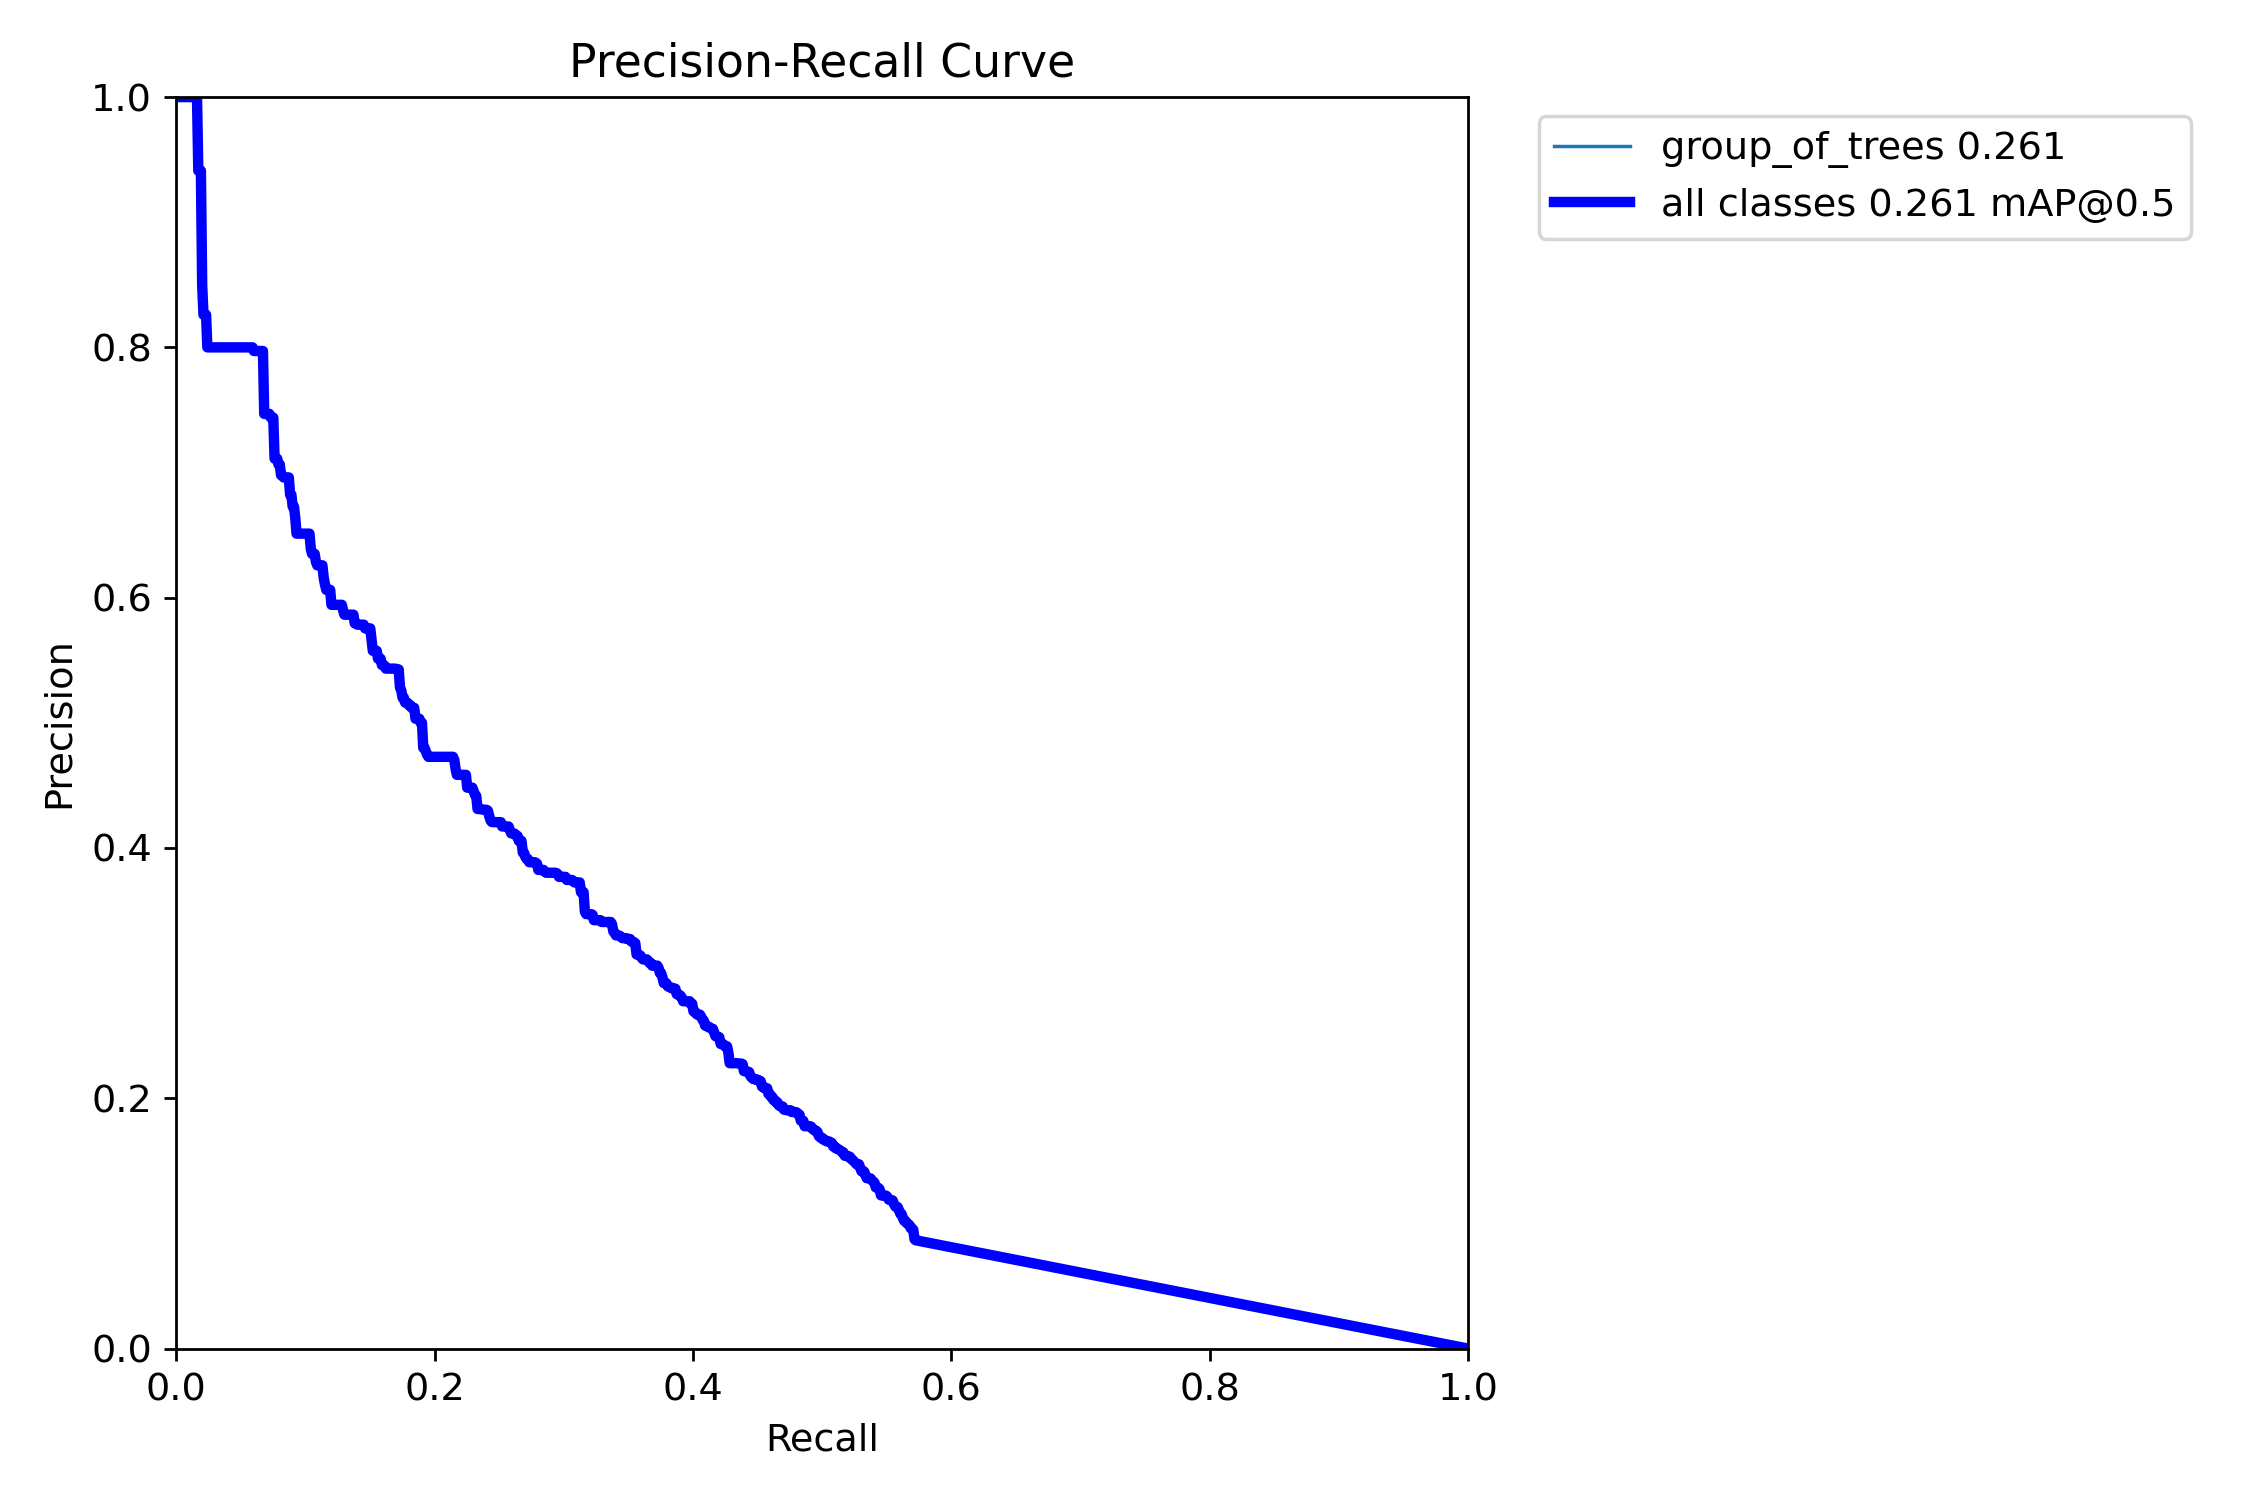 Precision-Recall Curve
1.0
0.8
0.6
0.4
0.2
0.0
Precision
0.0 0.2 0.4 0.6 0.8 1.0
Recall
group_of_trees 0.261
all classes 0.261 mAP@0.5